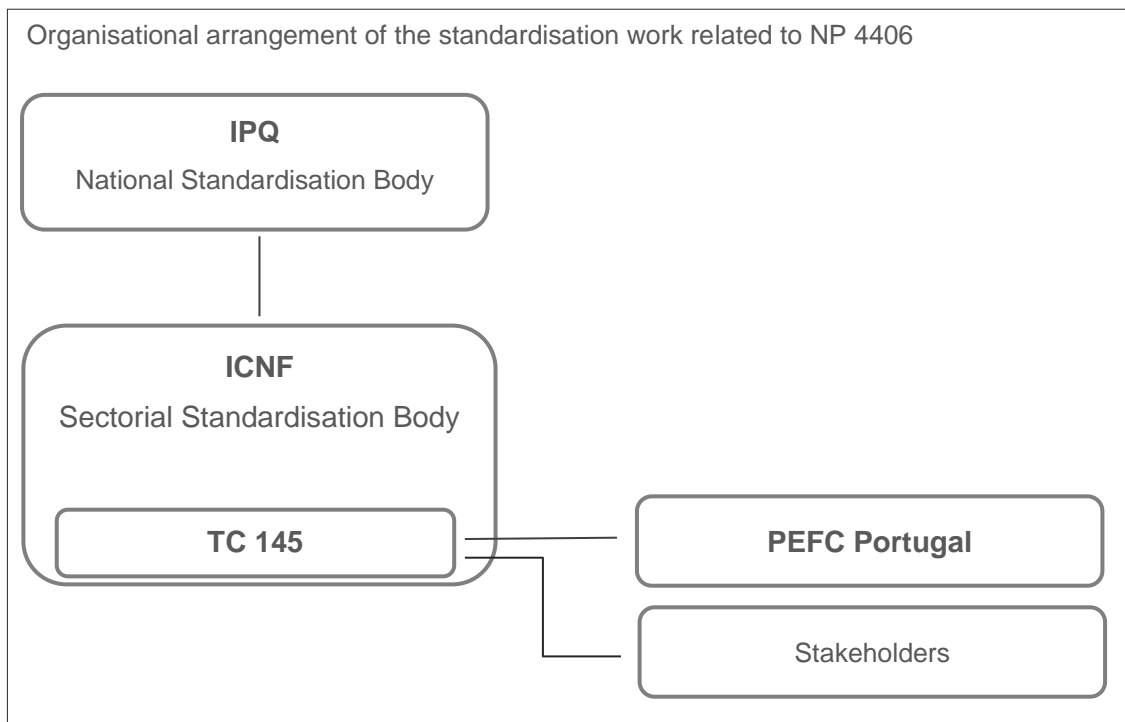 Organisational arrangement of the standardisation work related to NP 4406
IPQ
National Standardisation Body
ICNF
Sectorial Standardisation Body
TC 145
PEFC Portugal
Stakeholders